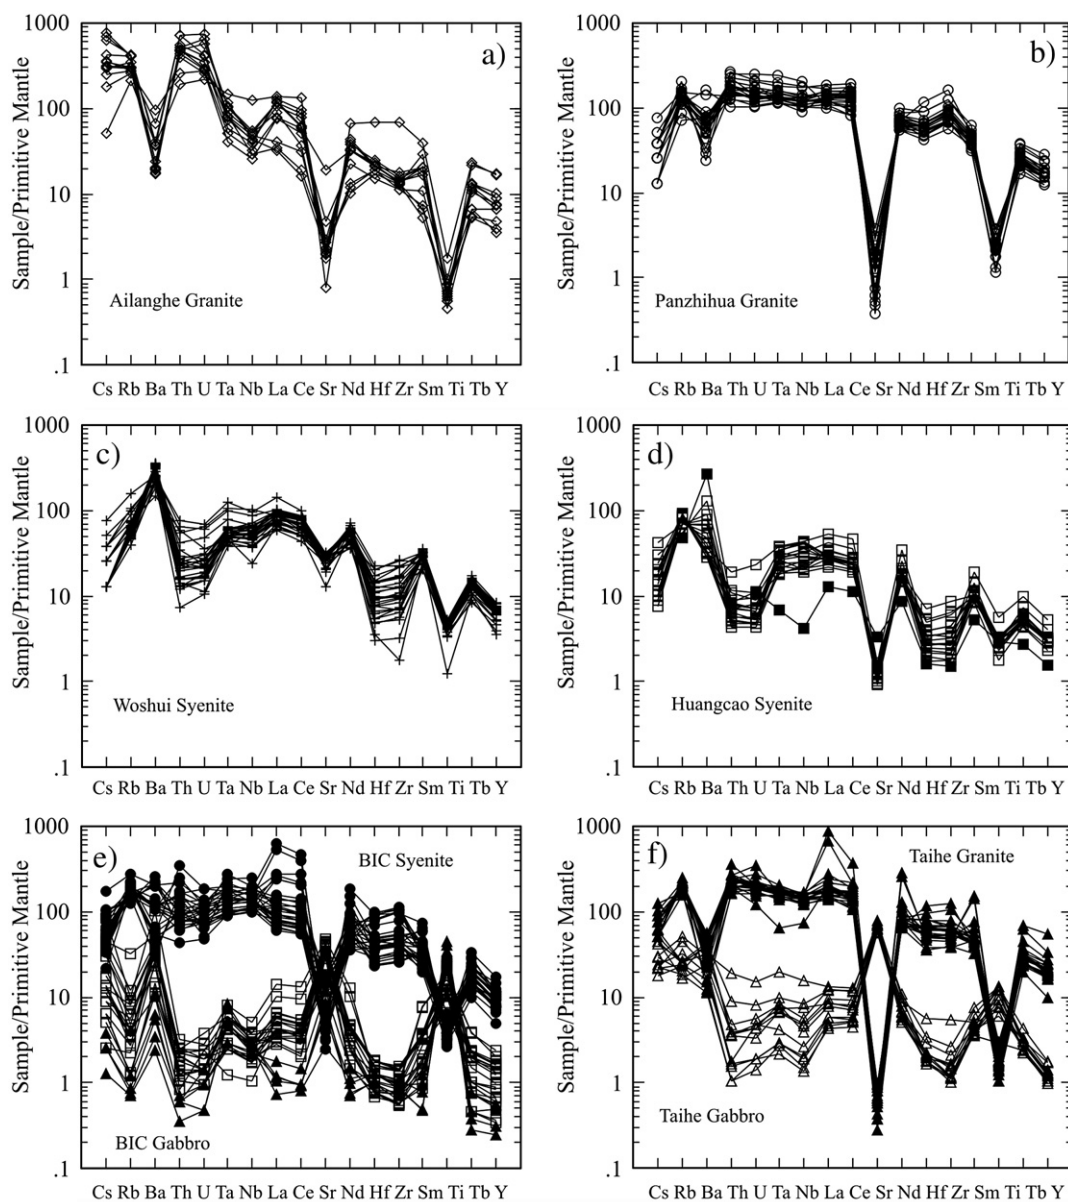 1000
100
10
1
.1
Sample/Primitive Mantle
a)
Ailanghe Granite
Cs Rb Ba Th U Ta Nb La Ce Sr Nd Hf Zr Sm Ti Tb Y
1000
100
10
1
.1
Sample/Primitive Mantle
b)
Panzhihua Granite
Cs Rb Ba Th U Ta Nb La Ce Sr Nd Hf Zr Sm Ti Tb Y
1000
100
10
1
.1
Sample/Primitive Mantle
c)
Woshui Syenite
Cs Rb Ba Th U Ta Nb La Ce Sr Nd Hf Zr Sm Ti Tb Y
1000
100
10
1
.1
Sample/Primitive Mantle
d)
Huangcao Syenite
Cs Rb Ba Th U Ta Nb La Ce Sr Nd Hf Zr Sm Ti Tb Y
1000
100
10
1
.1
Sample/Primitive Mantle
e)
BIC Syenite
BIC Gabbro
Cs Rb Ba Th U Ta Nb La Ce Sr Nd Hf Zr Sm Ti Tb Y
1000
100
10
1
.1
Sample/Primitive Mantle
f)
Taihe Granite
Taihe Gabbro
Cs Rb Ba Th U Ta Nb La Ce Sr Nd Hf Zr Sm Ti Tb Y